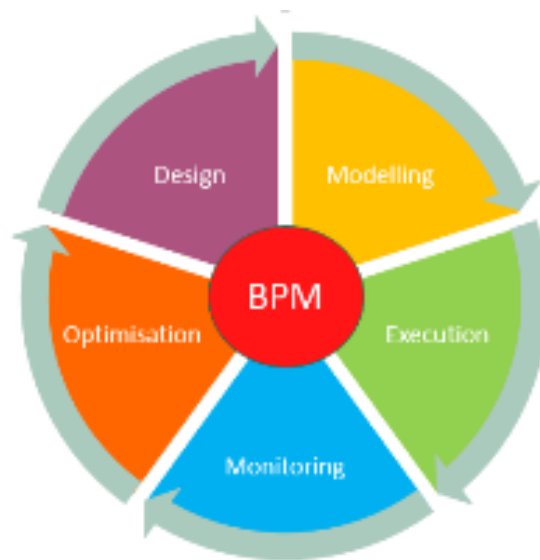 Design
Modelling
BPM
Optimisation
Execution
Monitoring